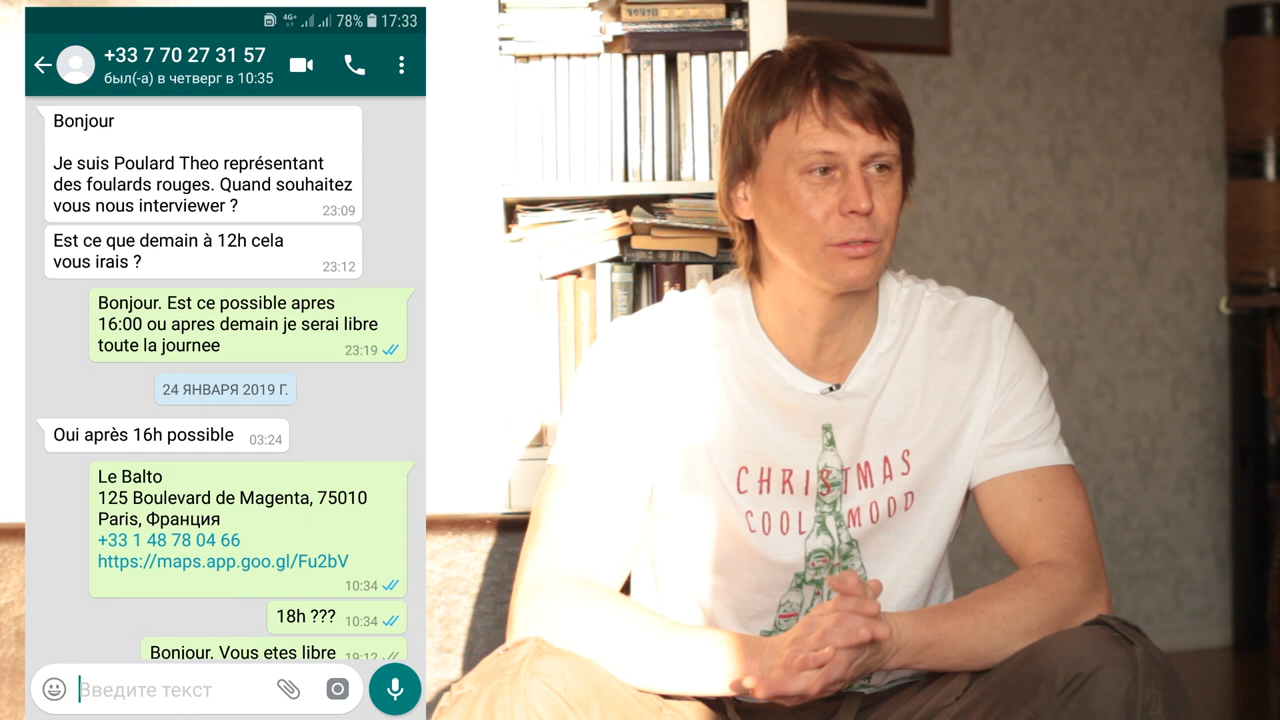 4G+ 78% 17:33
+33 7 70 27 31 57
был(-а) в четверг в 10:35
Bonjour
Je suis Poulard Theo représentant
des foulards rouges. Quand souhaitez
vous nous interviewer ?
23:09
Est ce que demain à 12h cela
vous irais ?
23:12
Bonjour. Est ce possible apres
16:00 ou apres demain je serai libre
toute la journee
23:19
24 ЯНВАРЯ 2019 Г.
Oui après 16h possible
03:24
Le Balto
125 Boulevard de Magenta, 75010
Paris, Франция
+33 1 48 78 04 66
https://maps.app.goo.gl/Fu2bV
10:34
18h ???
10:34
Bonjour. Vous etes libre
19:12
Введите текст
CHRISTMAS
COOL MOOD